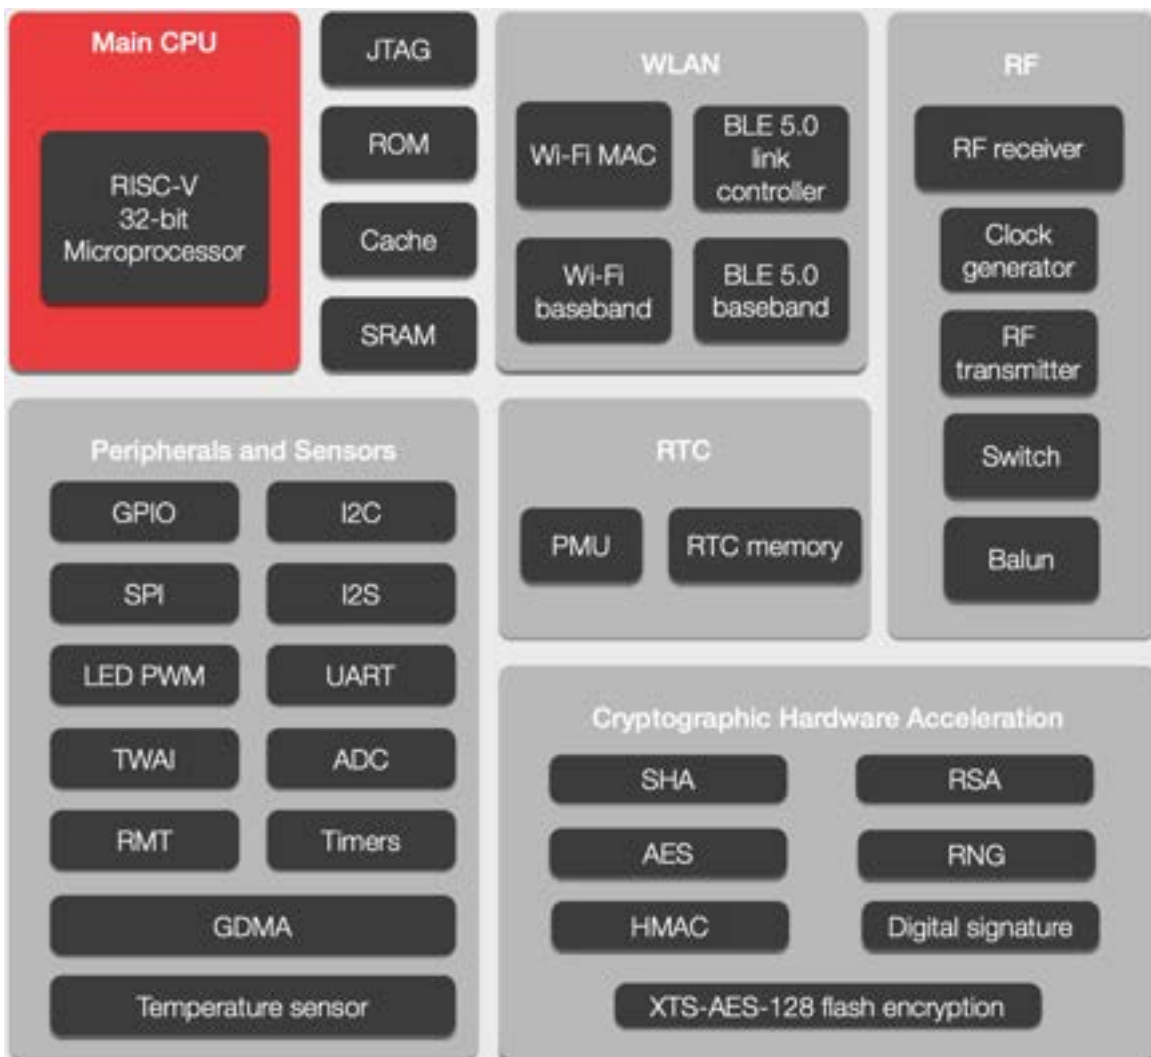 Main CPU
RISC-V
32-bit
Microprocessor
JTAG
ROM
Cache
SRAM
WLAN
Wi-Fi MAC
BLE 5.0
link
controller
Wi-Fi
baseband
BLE 5.0
baseband
RF
RF receiver
Clock
generator
RF
transmitter
Switch
Balun
Peripherals and Sensors
GPIO
I2C
SPI
I2S
LED PWM
UART
TWAI
ADC
RMT
Timers
GDMA
Temperature sensor
RTC
PMU
RTC memory
Cryptographic Hardware Acceleration
SHA
RSA
AES
RNG
HMAC
Digital signature
XTS-AES-128 flash encryption